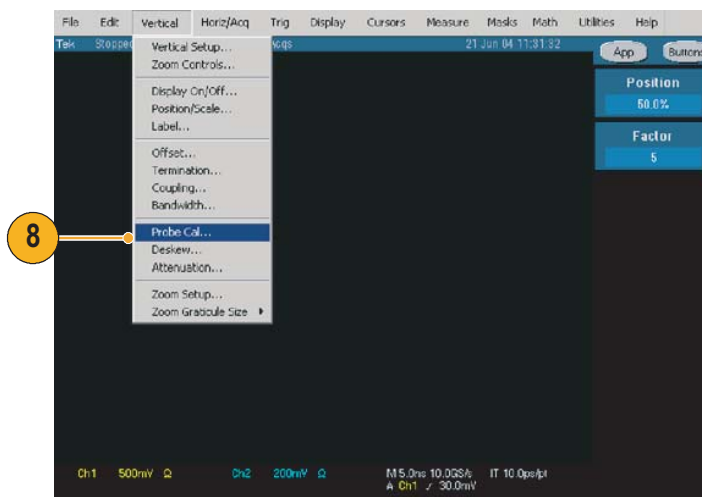 File Edit Vertical Horiz/Acq Trig Display Cursors Measure Masks Math Utilities Help
Tek Stopped Acqs 21 Jun 04 11:31:32
App Buttons
Vertical Setup...
Zoom Controls...
Display On/Off...
Position/Scale...
Label...
Offset...
Termination...
Coupling...
Bandwidth...
Probe Cal...
Deskew...
Attenuation...
Zoom Setup...
Zoom Graticule Size
8
Position
50.0%
Factor
5
Ch1 500mV Ω Ch2 200mV Ω M 5.0ns 10.0GS/s IT 10.0ps/pt
A Ch1 30.0mV